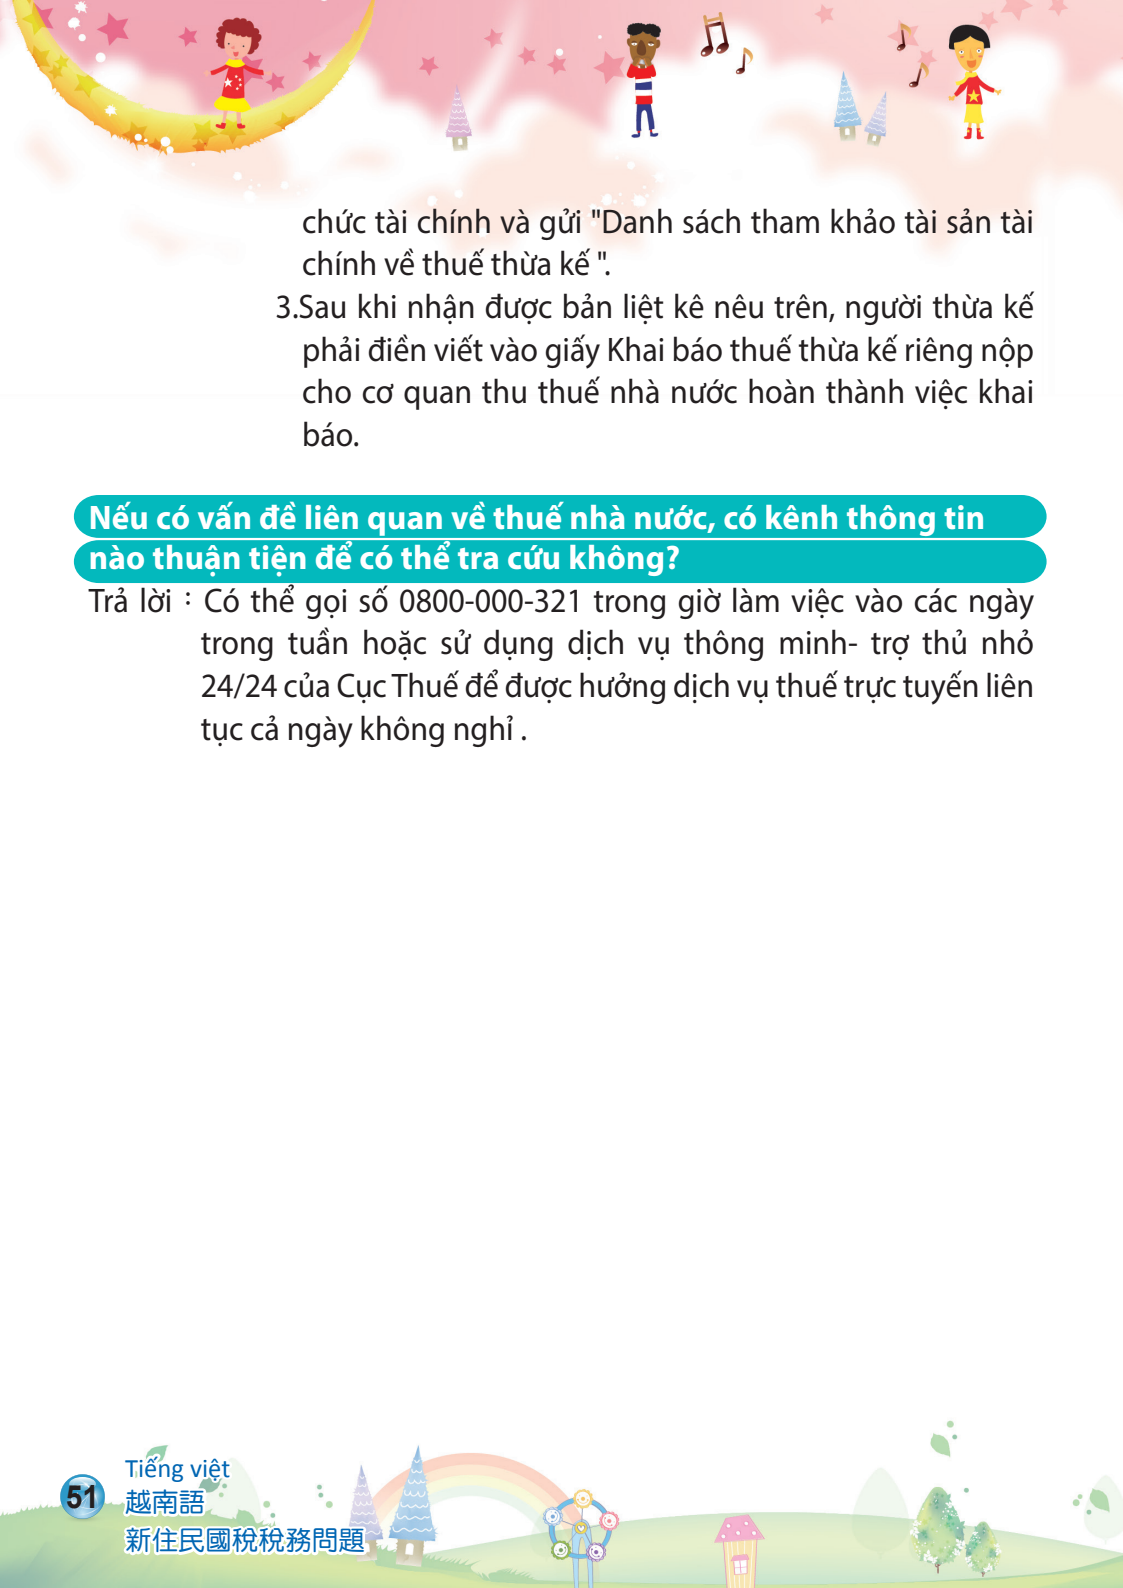 chức tài chính và gửi "Danh sách tham khảo tài sản tài
chính về thuế thừa kế ".
3.Sau khi nhận được bản liệt kê nêu trên, người thừa kế
phải điền viết vào giấy Khai báo thuế thừa kế riêng nộp
cho cơ quan thu thuế nhà nước hoàn thành việc khai
báo.
Nếu có vấn đề liên quan về thuế nhà nước, có kênh thông tin
nào thuận tiện để có thể tra cứu không?
Trả lời：Có thể gọi số 0800-000-321 trong giờ làm việc vào các ngày
trong tuần hoặc sử dụng dịch vụ thông minh- trợ thủ nhỏ
24/24 của Cục Thuế để được hưởng dịch vụ thuế trực tuyến liên
tục cả ngày không nghỉ .
Tiếng việt
51 越南語
新住民國稅稅務問題